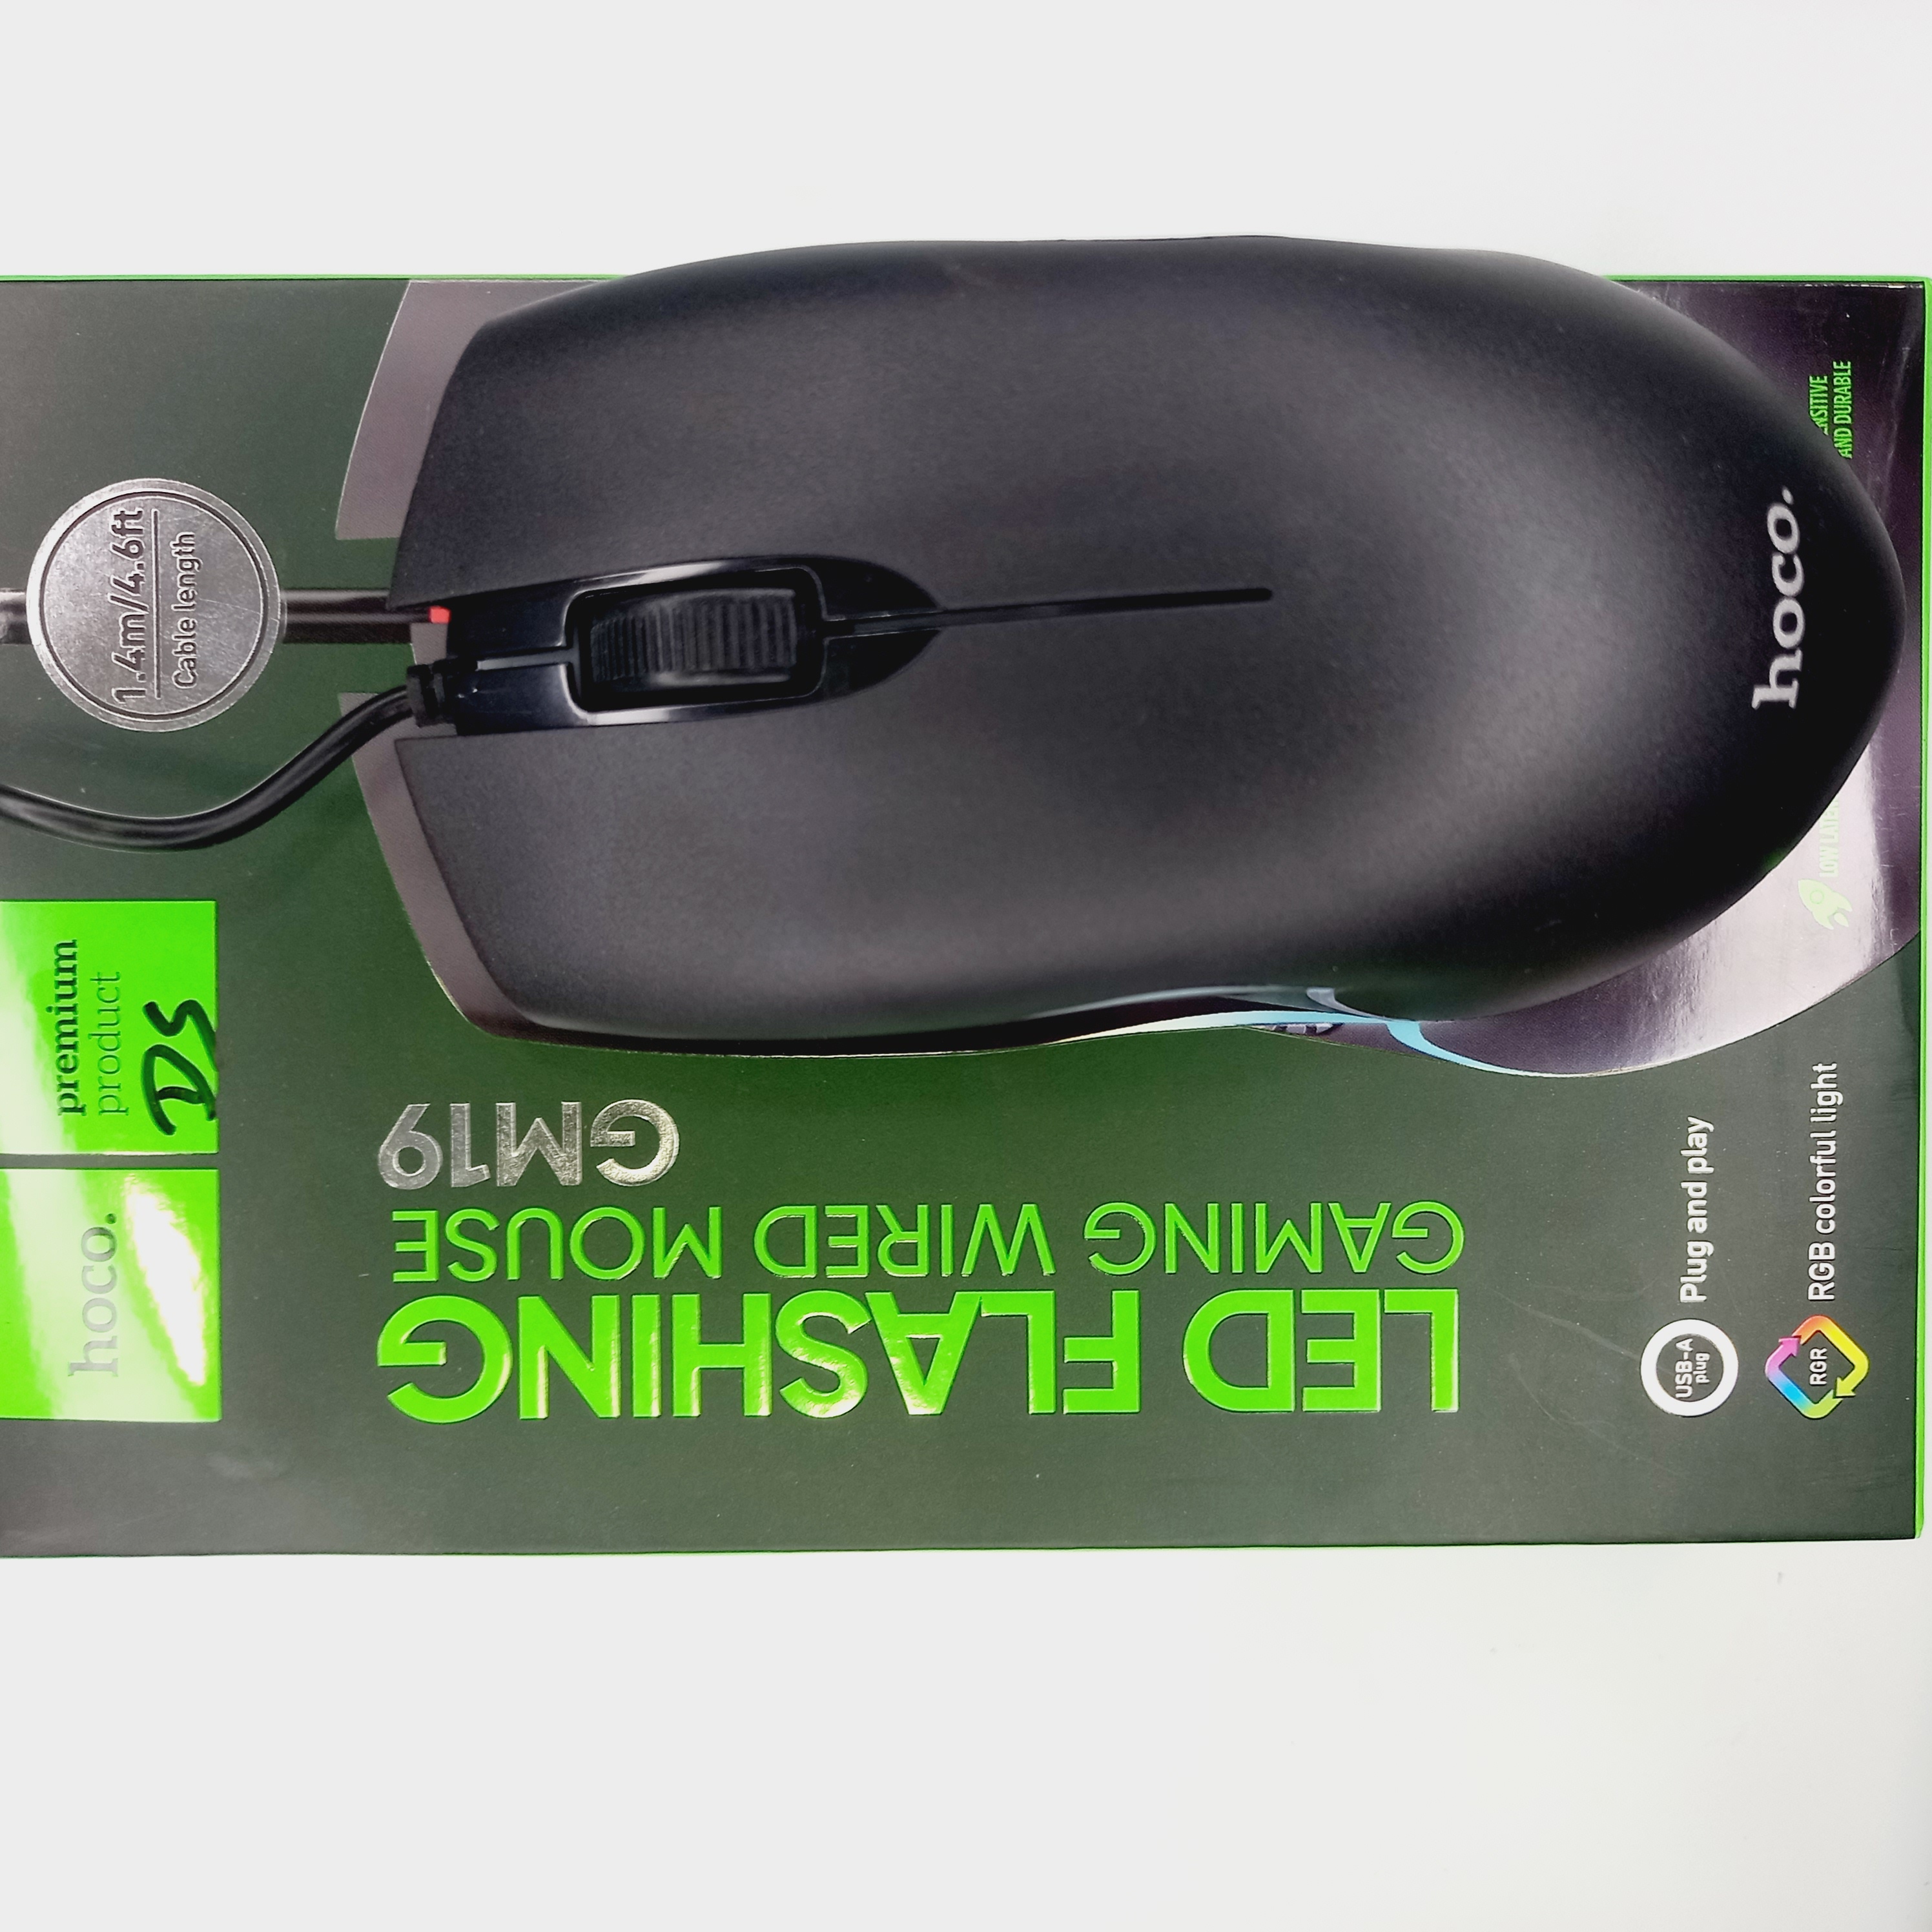 hoco.
premium
product
DS
1.4m/4.6ft
Cable length
LED FLASHING
GAMING WIRED MOUSE
GM19
USB-A
plug
Plug and play
RGR
RGB colorful light
LOW
AND DURABLE
hoco.